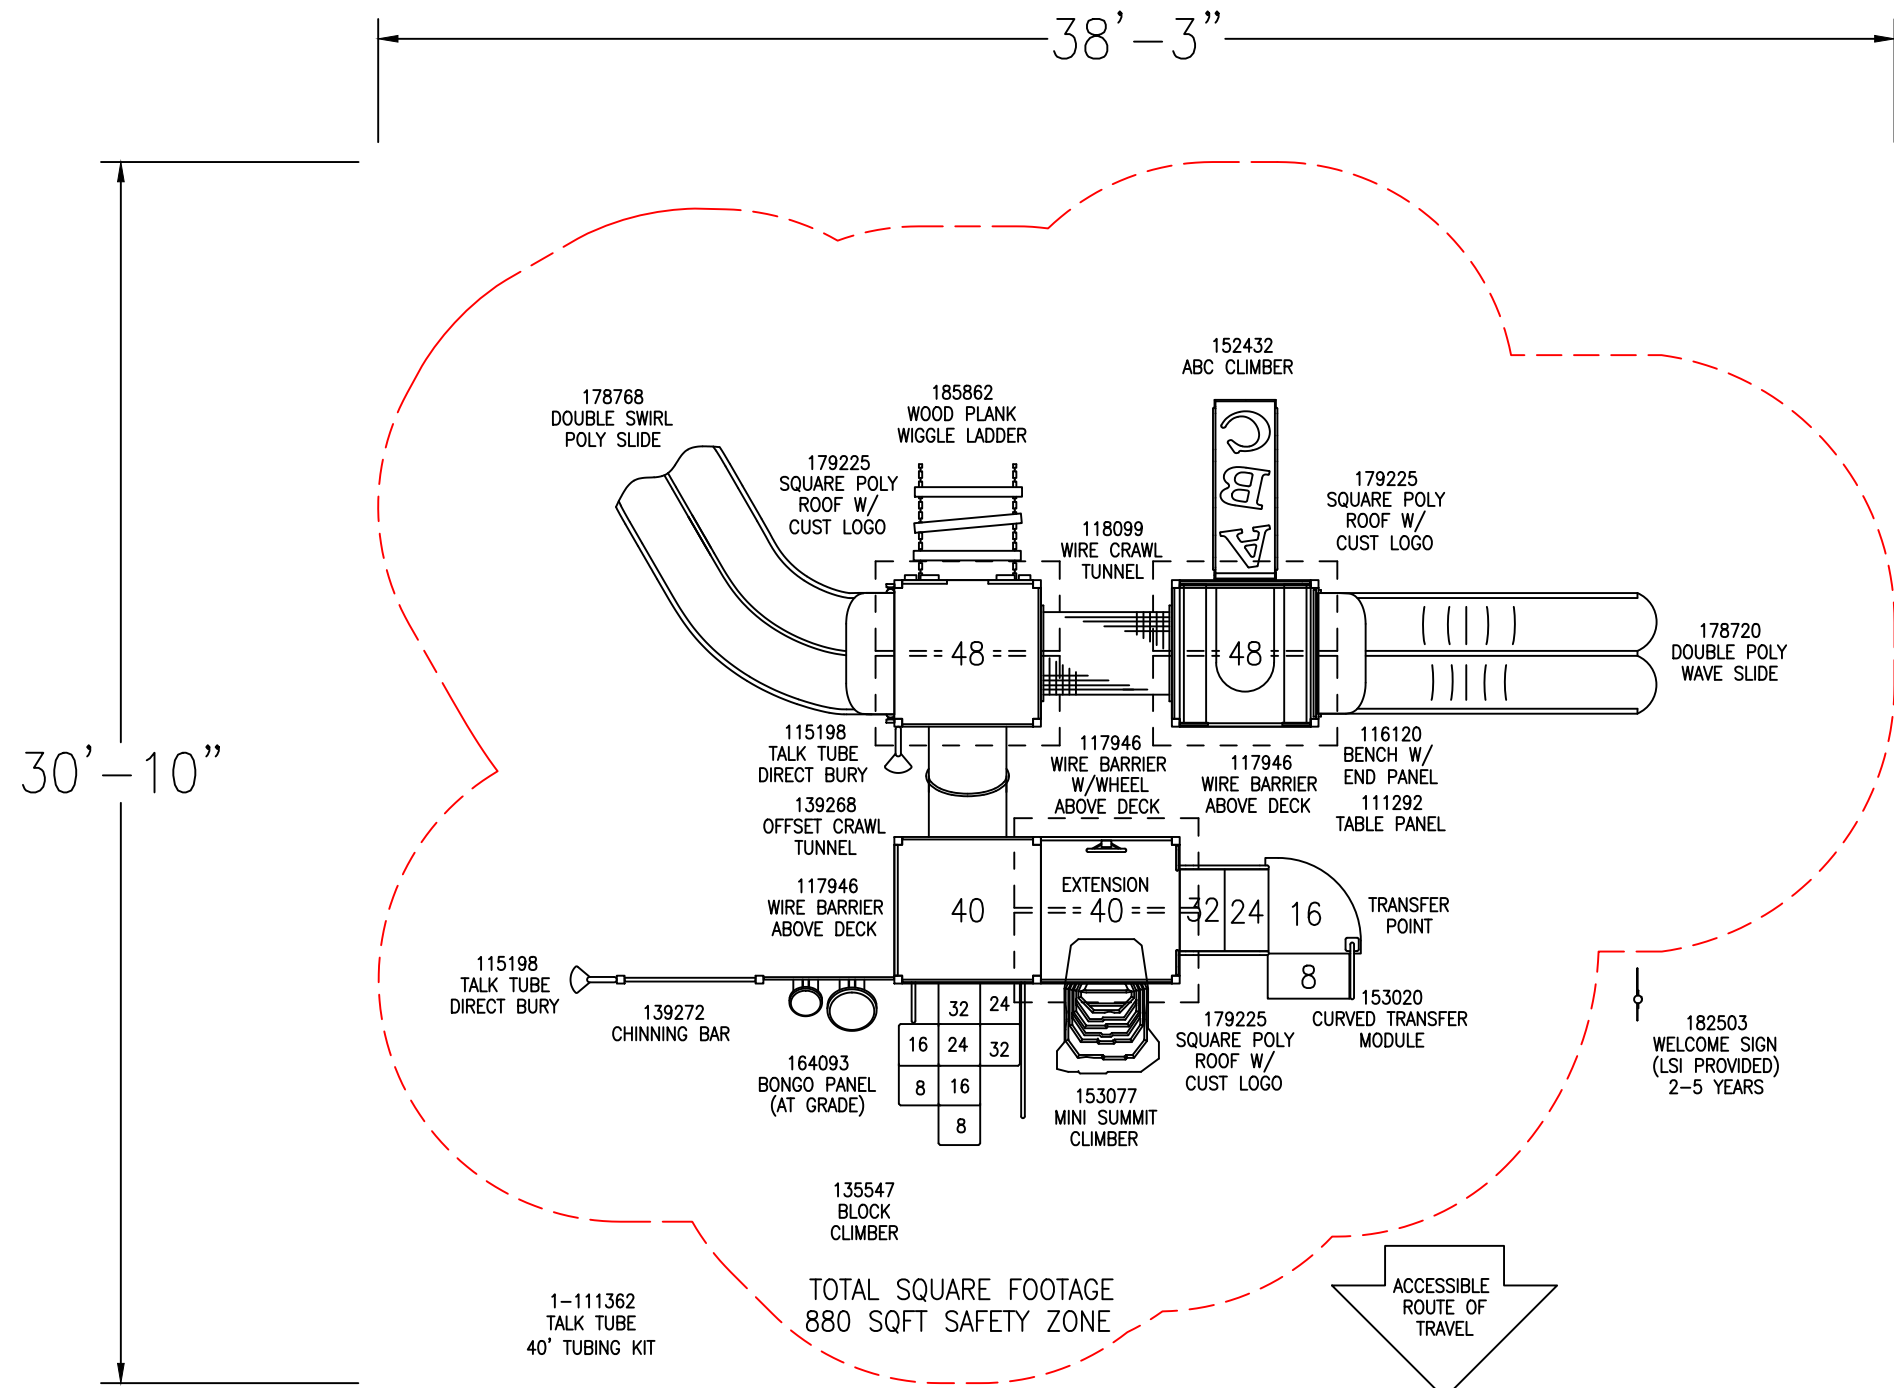 38'-3"
30'-10"
152432
ABC CLIMBER
178768
DOUBLE SWIRL
POLY SLIDE
185862
WOOD PLANK
WIGGLE LADDER
179225
SQUARE POLY
ROOF W/
CUST LOGO
118099
WIRE CRAWL
TUNNEL
CBA
179225
SQUARE POLY
ROOF W/
CUST LOGO
48
48
178720
DOUBLE POLY
WAVE SLIDE
115198
TALK TUBE
DIRECT BURY
117946
WIRE BARRIER
W/WHEEL
ABOVE DECK
117946
WIRE BARRIER
ABOVE DECK
116120
BENCH W/
END PANEL
111292
TABLE PANEL
139268
OFFSET CRAWL
TUNNEL
117946
WIRE BARRIER
ABOVE DECK
40
EXTENSION
40
32
24
16
8
TRANSFER
POINT
115198
TALK TUBE
DIRECT BURY
139272
CHINNING BAR
164093
BONGO PANEL
(AT GRADE)
32
24
16
24
32
8
16
8
153077
MINI SUMMIT
CLIMBER
179225
SQUARE POLY
ROOF W/
CUST LOGO
153020
CURVED TRANSFER
MODULE
182503
WELCOME SIGN
(LSI PROVIDED)
2-5 YEARS
135547
BLOCK
CLIMBER
1-111362
TALK TUBE
40' TUBING KIT
TOTAL SQUARE FOOTAGE
880 SQFT SAFETY ZONE
ACCESSIBLE
ROUTE OF
TRAVEL